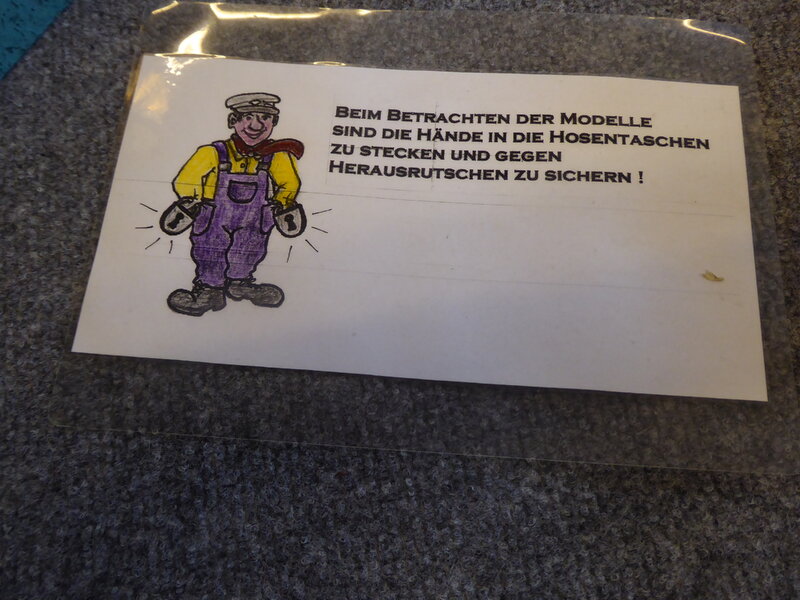 Beim Betrachten der Modelle
sind die Hände in die Hosentaschen
zu stecken und gegen
Herausrutschen zu sichern !